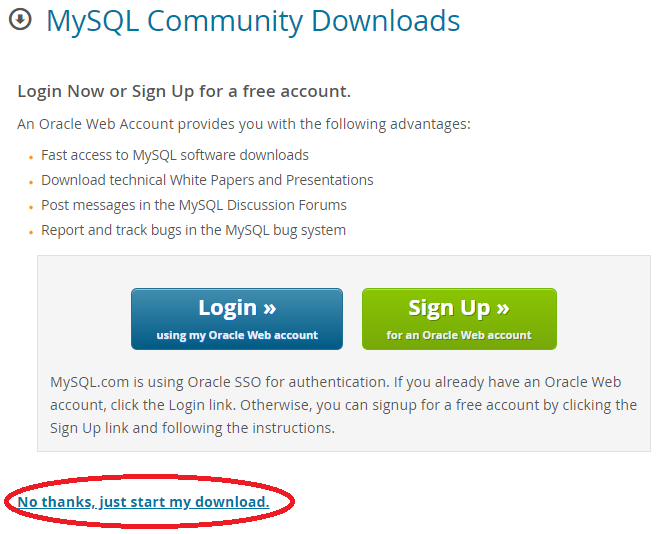 MySQL Community Downloads
Login Now or Sign Up for a free account.
An Oracle Web Account provides you with the following advantages:
Fast access to MySQL software downloads
Download technical White Papers and Presentations
Post messages in the MySQL Discussion Forums
Report and track bugs in the MySQL bug system
Login »
using my Oracle Web account
Sign Up »
for an Oracle Web account
MySQL.com is using Oracle SSO for authentication. If you already have an Oracle Web
account, click the Login link. Otherwise, you can signup for a free account by clicking the
Sign Up link and following the instructions.
No thanks, just start my download.